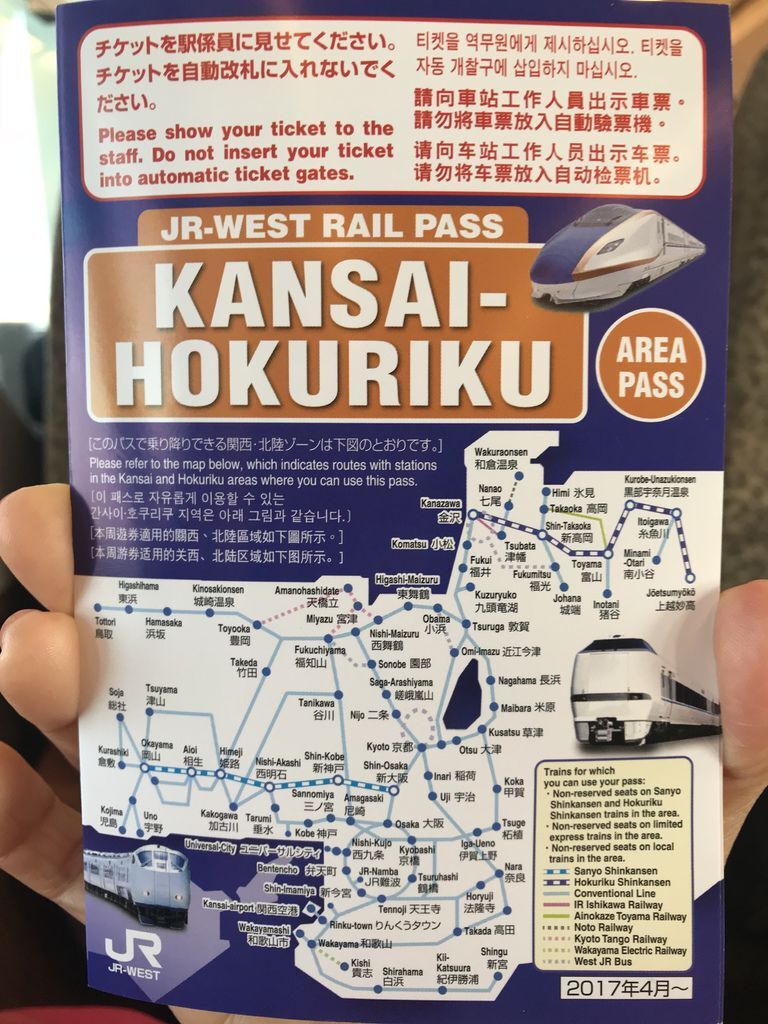 チケットを駅係員に見せてください。
チケットを自動改札に入れないでく
ださい。
Please show your ticket to the
staff. Do not insert your ticket
into automatic ticket gates.
티켓을 역무원에게 제시하십시오. 티켓을
자동 개찰구에 삽입하지 마십시오.
請向車站工作人員出示車票。
請勿將車票放入自動驗票機。
请向车站工作人员出示车票。
请勿将车票放入自动检票机。
JR-WEST RAIL PASS
KANSAI-
HOKURIKU
AREA
PASS
[このパスで乗り降りできる関西・北陸ゾーンは下図のとおりです。]
Please refer to the map below, which indicates routes with stations
in the Kansai and Hokuriku areas where you can use this pass.
[이 패스로 자유롭게 이용할 수 있는
간사이·호쿠리쿠 지역은 아래 그림과 같습니다.]
[本周遊券適用的關西、北陸區域如下圖所示。]
[本周游券适用的关西、北陆区域如下图所示。]
Wakuraonsen
和倉温泉
Nanao
七尾
Himi 氷見
Kurobe-Unazukionsen
黒部宇奈月温泉
Kanazawa
金沢
Takaoka 高岡
Shin-Takaoka
新高岡
Itoigawa
糸魚川
Komatsu 小松
Tsubata
津幡
Toyama
富山
Minami
-Otari
南小谷
Fukui
福井
Fukumitsu
福光
Johana
城端
Inotani
猪谷
Jōetsumyōkō
上越妙高
Kuzuryuko
九頭竜湖
Higashihama
東浜
Kinosakionsen
城崎温泉
Amanohashidate
天橋立
Higashi-Maizuru
東舞鶴
Tottori
鳥取
Hamasaka
浜坂
Toyooka
豊岡
Miyazu 宮津
Obama
小浜
Tsuruga 敦賀
Nishi-Maizuru
西舞鶴
Fukuchiyama
福知山
Omi-Imazu 近江今津
Takeda
竹田
Sonobe 園部
Saga-Arashiyama
嵯峨嵐山
Nagahama 長浜
Soja
総社
Tsuyama
津山
Tanikawa
谷川
Nijo 二条
Maibara 米原
Kyoto 京都
Otsu 大津
Kusatsu 草津
Kurashiki
倉敷
Okayama
岡山
Aioi
相生
Himeji
姫路
Nishi-Akashi
西明石
Shin-Kobe
新神戸
Shin-Osaka
新大阪
Inari 稲荷
Uji 宇治
Koka
甲賀
Kojima
児島
Uno
宇野
Kakogawa
加古川
Tarumi
垂水
Sannomiya
三ノ宮
Amagasaki
尼崎
Kobe 神戸
Osaka 大阪
Tsuge
柘植
Universal-City ユニバーサルシティ
Nishi-Kujo
西九条
Kyobashi
京橋
Iga-Ueno
伊賀上野
Bentencho 弁天町
JR-Namba
JR難波
Tsuruhashi
鶴橋
Nara
奈良
Shin-Imamiya 新今宮
Kansai-airport 関西空港
Tennoji 天王寺
Horyuji
法隆寺
Rinku-town りんくうタウン
Takada 高田
Wakayamashi
和歌山市
Wakayama 和歌山
Kishi
貴志
Shirahama
白浜
Kii-
Katsuura
紀伊勝浦
Shingu
新宮
Trains for which
you can use your pass:
・Non-reserved seats on Sanyo
Shinkansen and Hokuriku
Shinkansen trains in the area.
・Non-reserved seats on limited
express trains in the area.
・Non-reserved seats on local
trains in the area.
Sanyo Shinkansen
Hokuriku Shinkansen
Conventional Line
IR Ishikawa Railway
Ainokaze Toyama Railway
Noto Railway
Kyoto Tango Railway
Wakayama Electric Railway
West JR Bus
JR
JR-WEST
2017年4月～